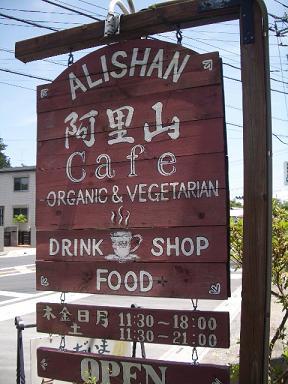 ALISHAN
阿里山
Cafe
ORGANIC & VEGETARIAN
DRINK SHOP
FOOD
木金日月 11:30-18:00
土 11:30-21:00
OPEN